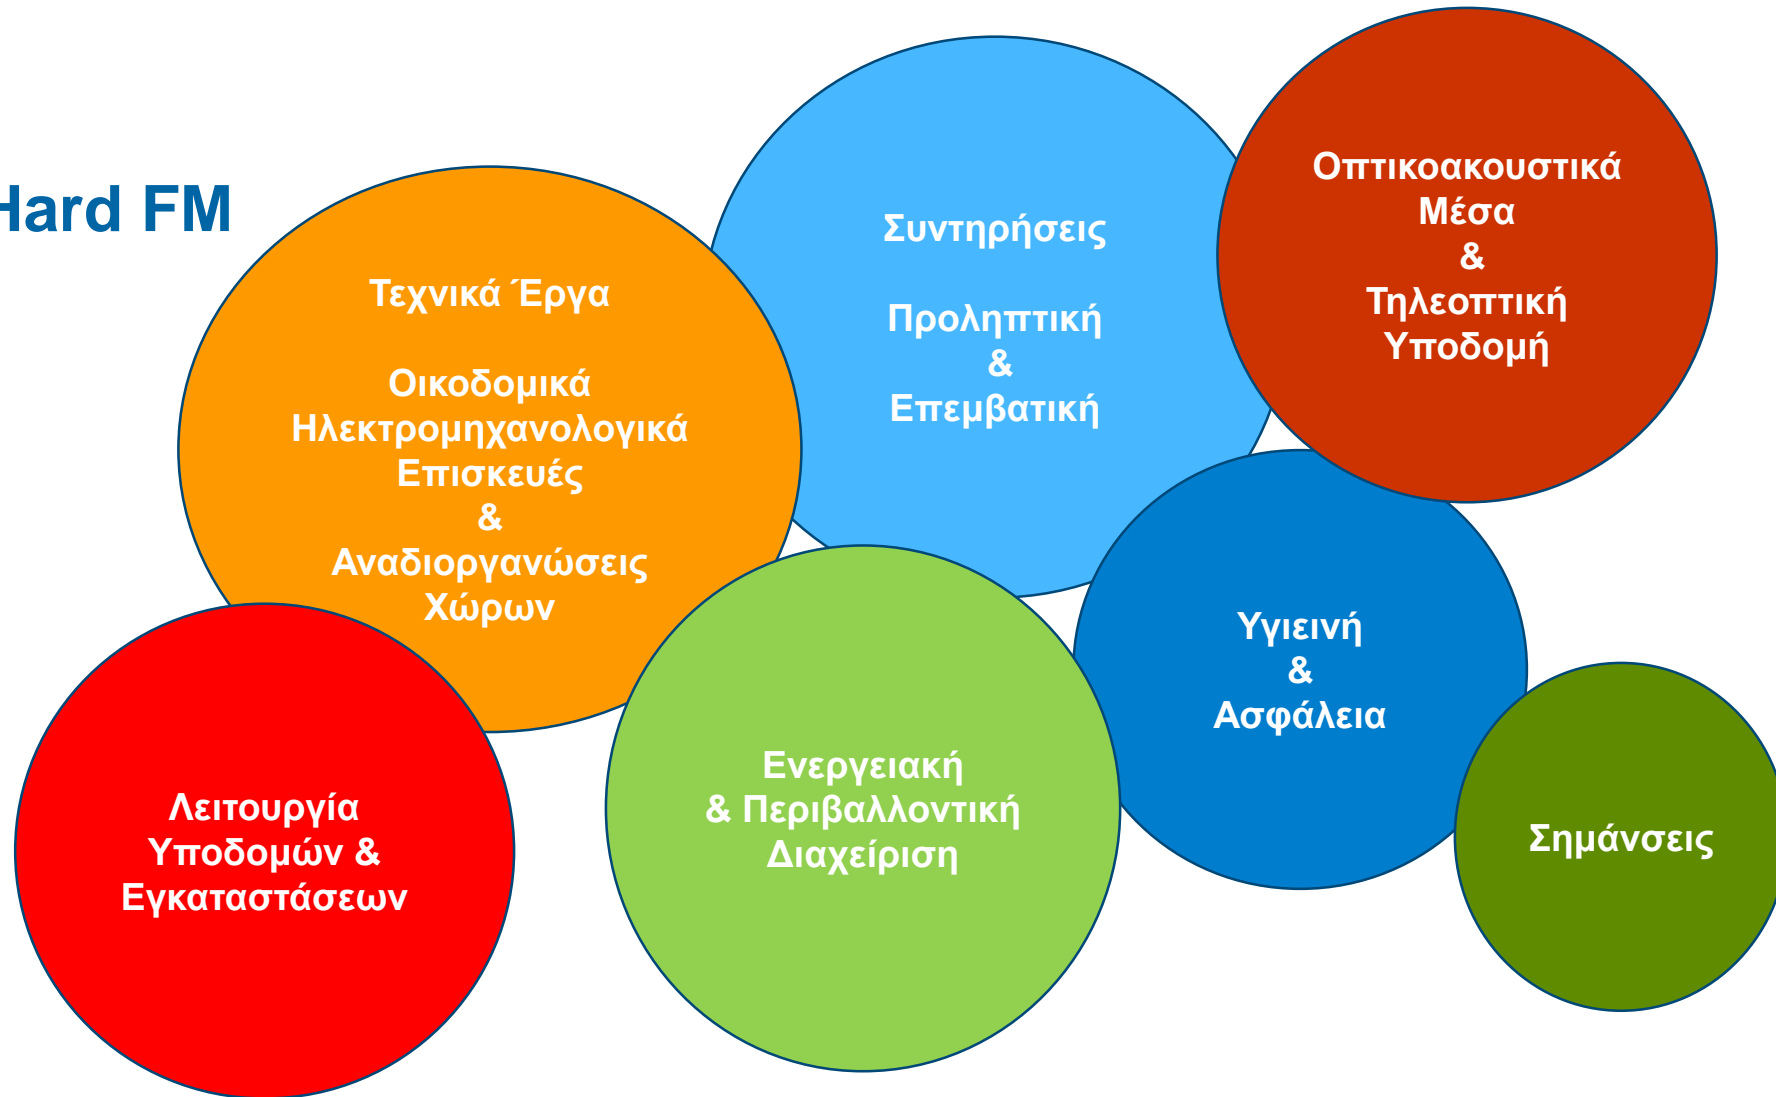 Hard FM
Τεχνικά Έργα
Οικοδομικά
Ηλεκτρομηχανολογικά
Επισκευές
&
Αναδιοργανώσεις
Χώρων
Συντηρήσεις
Προληπτική
&
Επεμβατική
Οπτικοακουστικά
Μέσα
&
Τηλεοπτική
Υποδομή
Λειτουργία
Υποδομών &
Εγκαταστάσεων
Ενεργειακή
& Περιβαλλοντική
Διαχείριση
Υγιεινή
&
Ασφάλεια
Σημάνσεις